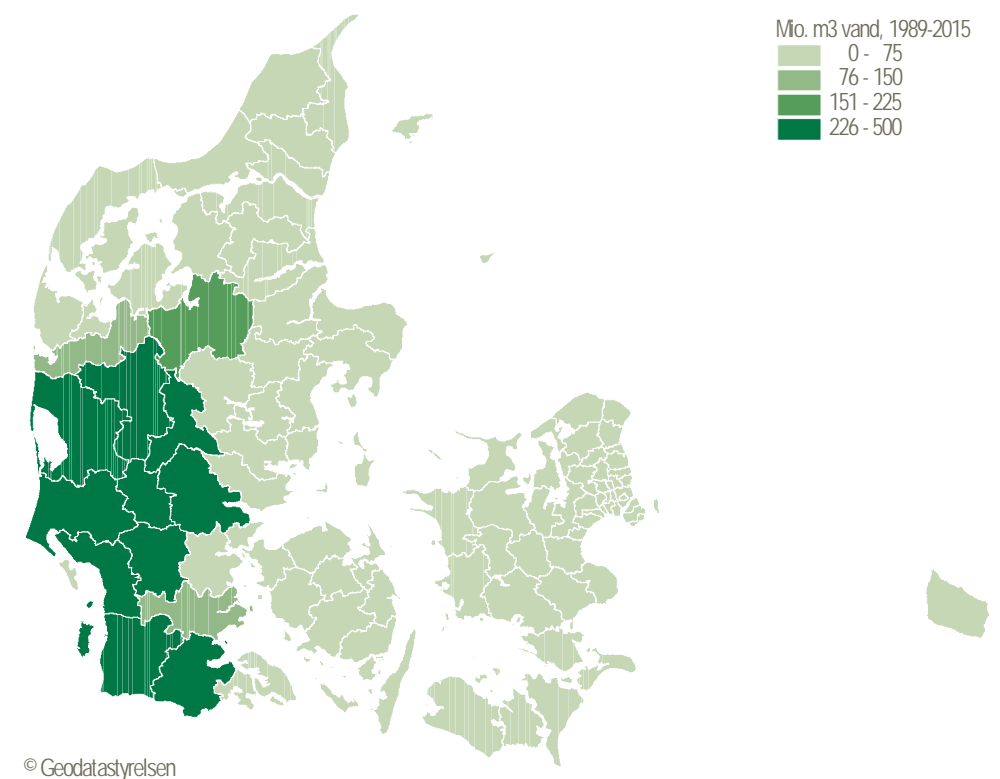 Mio. m3 vand, 1989-2015
0 - 75
76 - 150
151 - 225
226 - 500
© Geodatastyrelsen